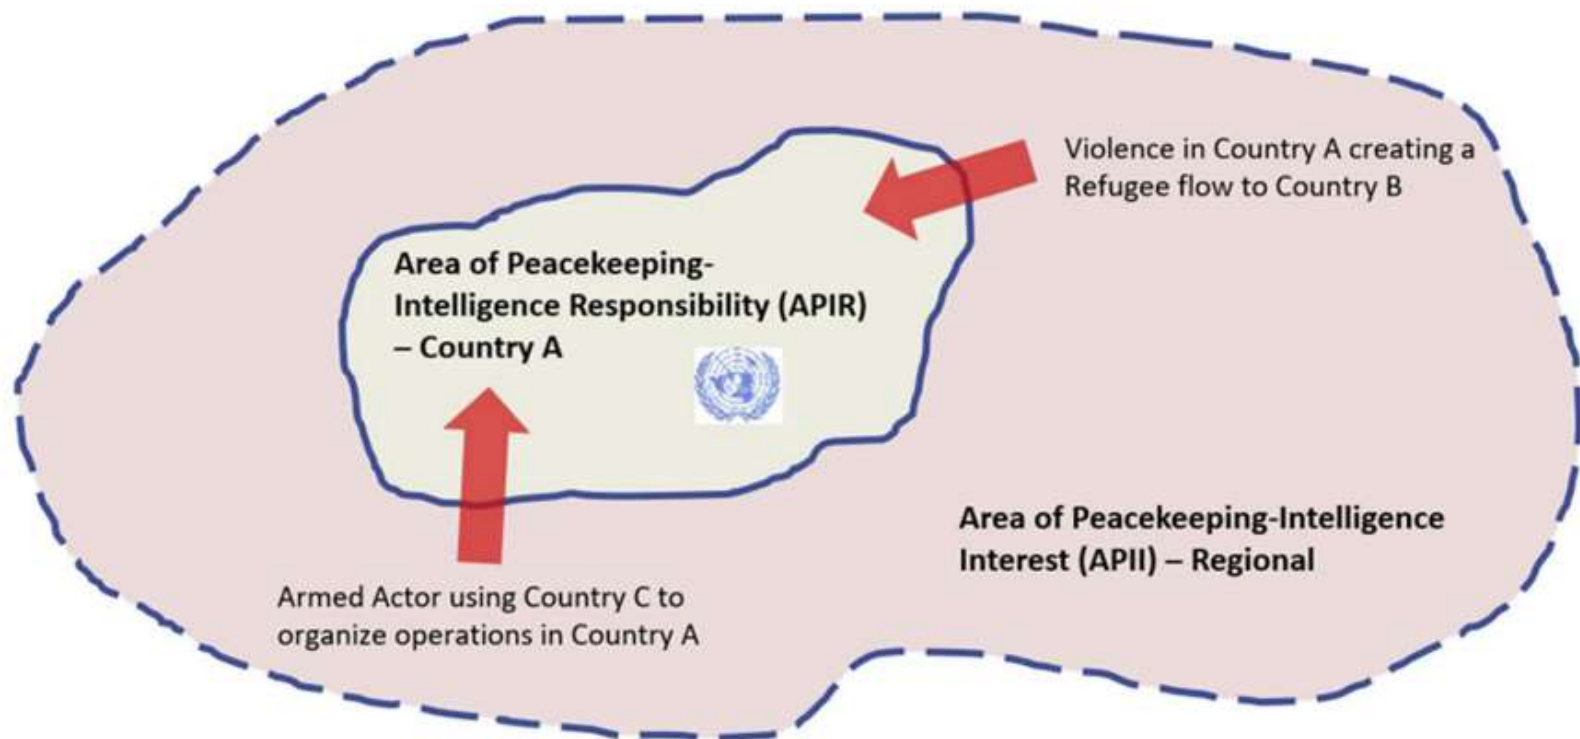 Violence in Country A creating a
Refugee flow to Country B
Area of Peacekeeping-
Intelligence Responsibility (APIR)
– Country A
Area of Peacekeeping-Intelligence
Interest (APII) – Regional
Armed Actor using Country C to
organize operations in Country A